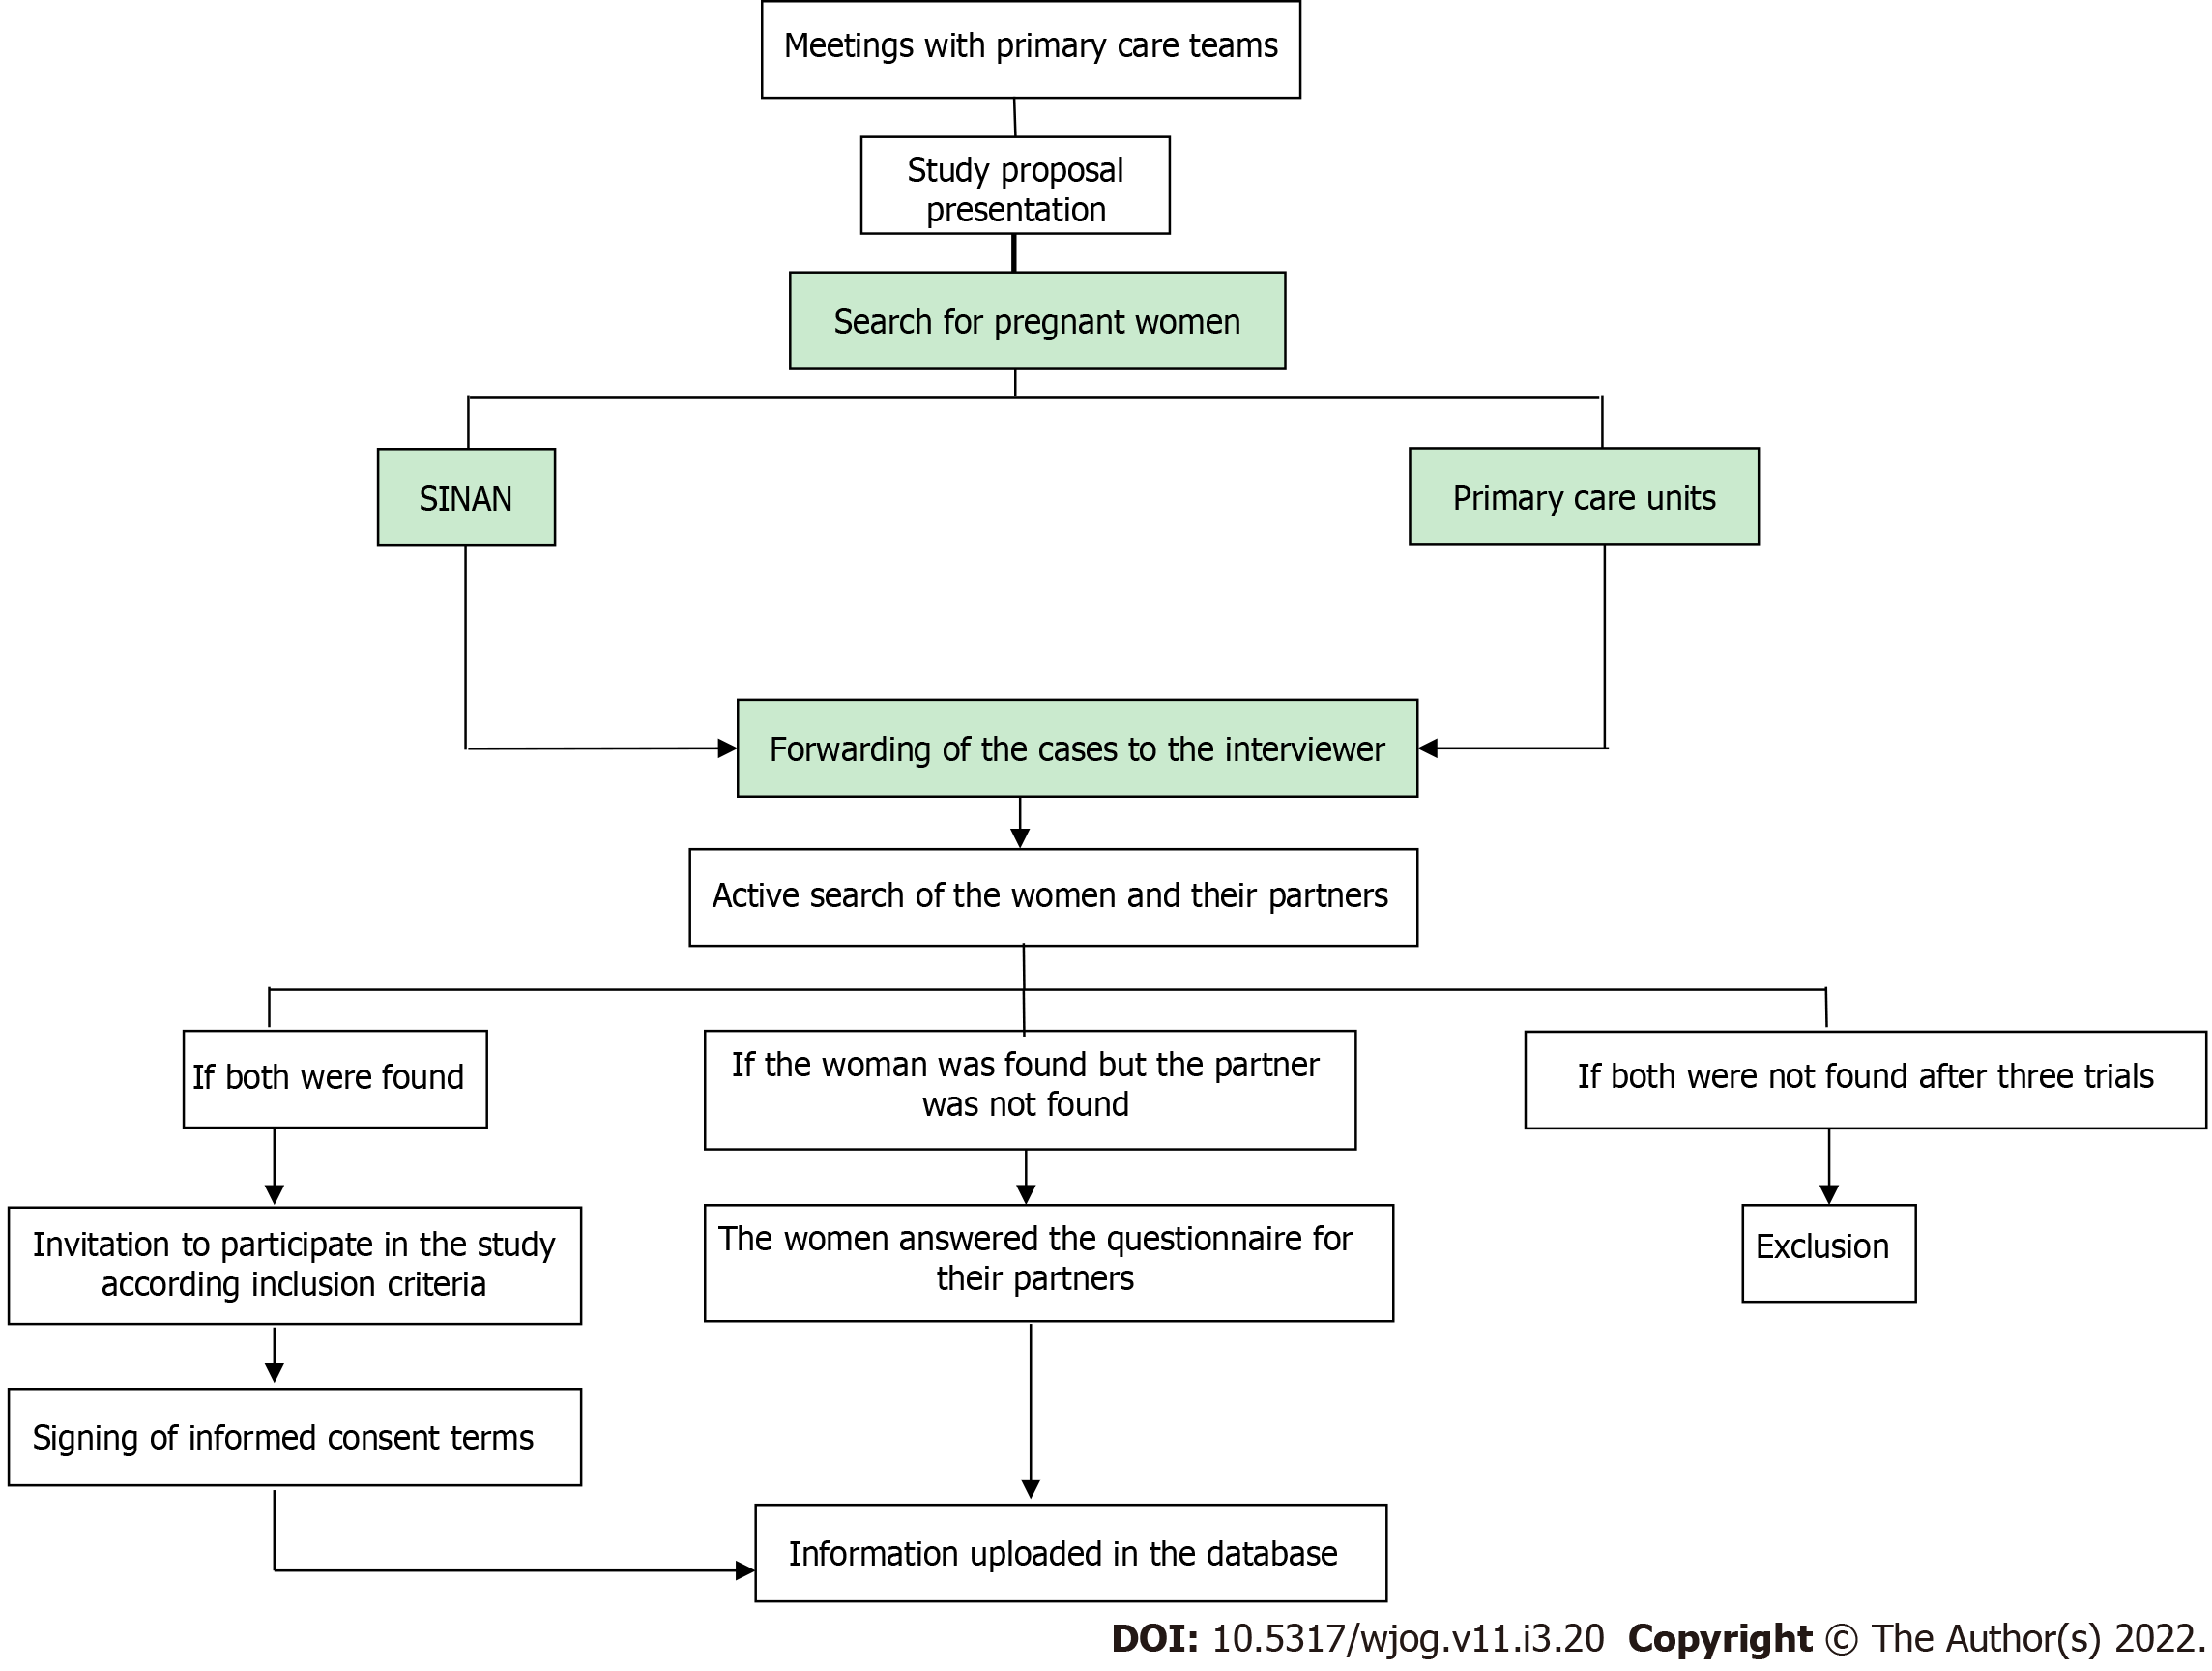 Meetings with primary care teams
Study proposal
presentation
Search for pregnant women
SINAN
Primary care units
Forwarding of the cases to the interviewer
Active search of the women and their partners
If both were found
If the woman was found but the partner
was not found
If both were not found after three trials
Invitation to participate in the study
according inclusion criteria
The women answered the questionnaire for
their partners
Exclusion
Signing of informed consent terms
Information uploaded in the database
DOI: 10.5317/wjog.v11.i3.20 Copyright © The Author(s) 2022.